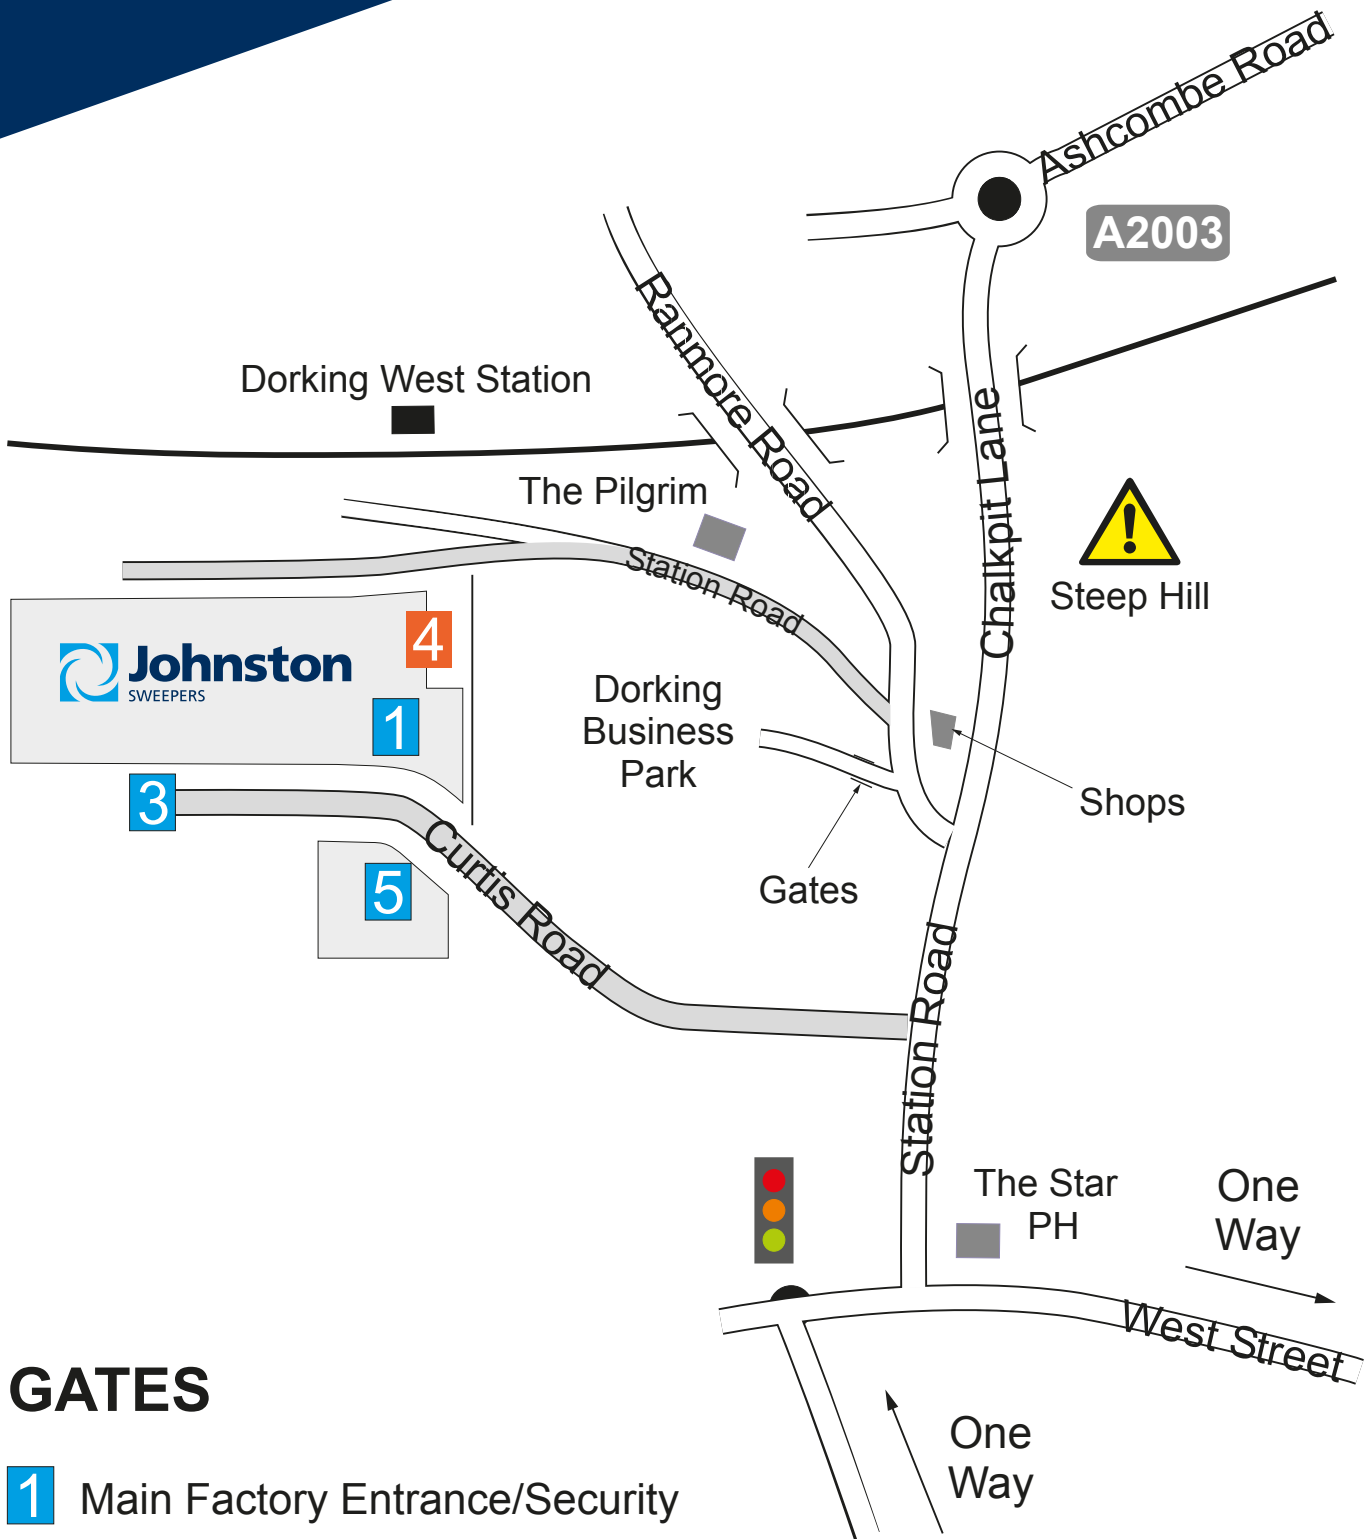 Ashcombe Road
A2003
Ranmore Road
Dorking West Station
Chalkpit Lane
The Pilgrim
Station Road
Steep Hill
4
Johnston
SWEEPERS
1
Dorking
Business
Park
3
Shops
Curtis Road
5
Gates
Station Road
The Star
PH
One
Way
West Street
GATES
One
Way
1 Main Factory Entrance/Security